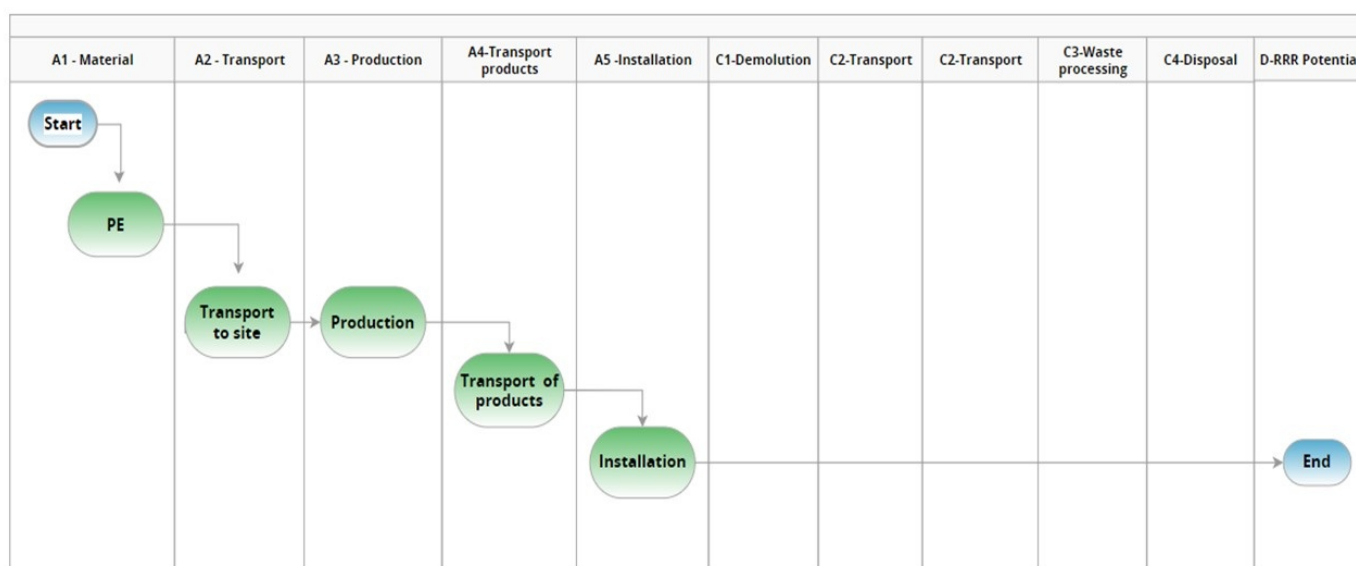 A1 - Material
A2 - Transport
A3 - Production
A4-Transport
products
A5 -Installation
C1-Demolution
C2-Transport
C2-Transport
C3-Waste
processing
C4-Disposal
D-RRR Potentia
Start
PE
Transport
to site
Production
Transport of
products
Installation
End